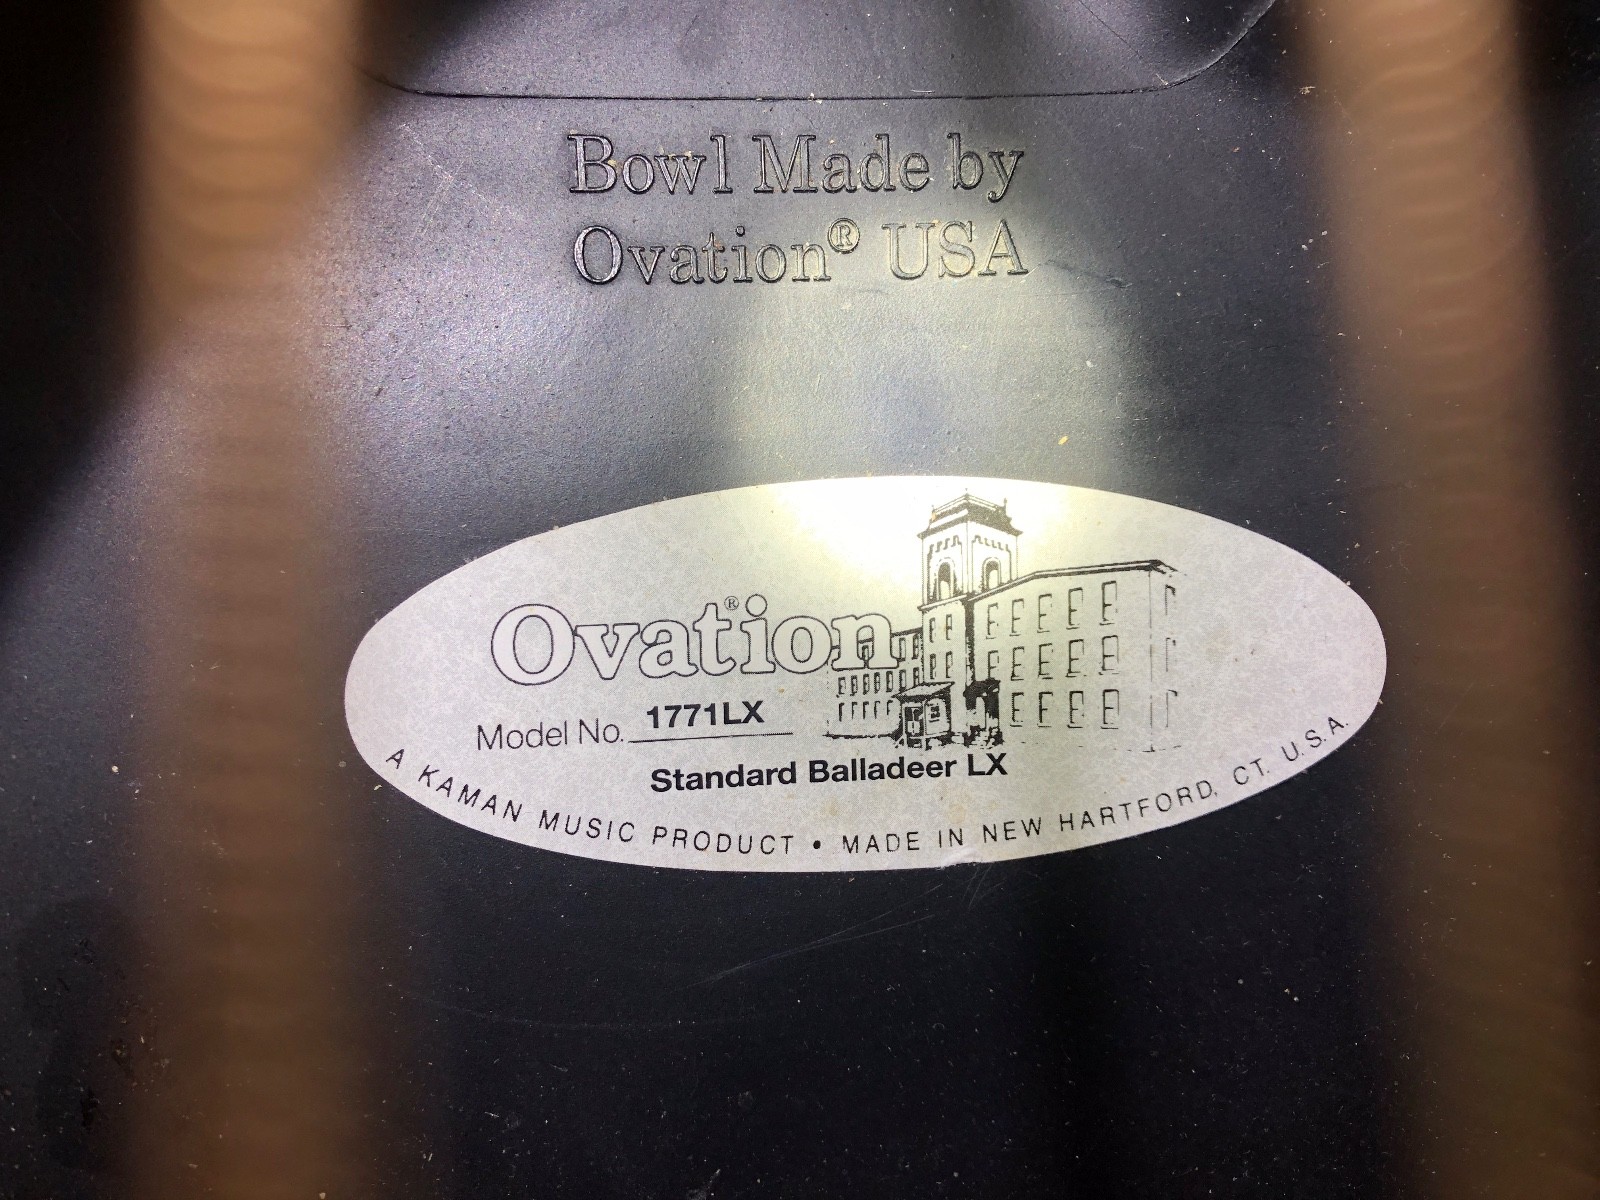 Bowl Made by
Ovation® USA
Ovation®
Model No. 1771LX
Standard Balladeer LX
A KAMAN MUSIC PRODUCT • MADE IN NEW HARTFORD, CT. U.S.A.